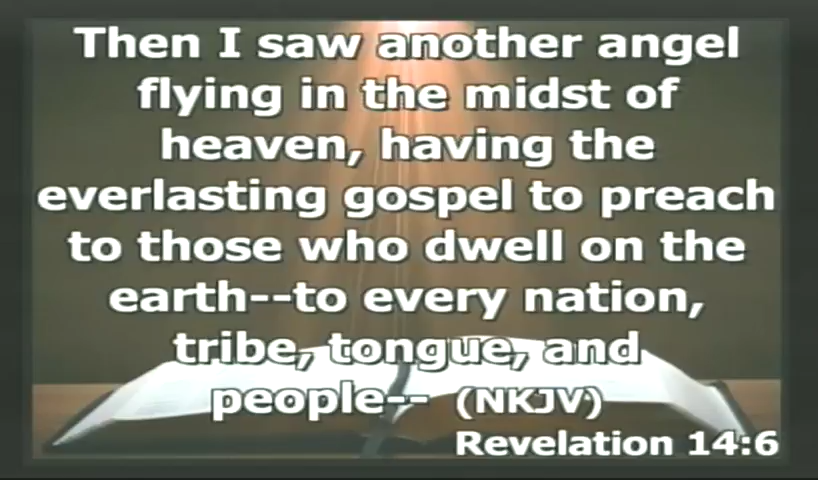 Then I saw another angel
flying in the midst of
heaven, having the
everlasting gospel to preach
to those who dwell on the
earth--to every nation,
tribe, tongue, and
people-- (NKJV)
Revelation 14:6